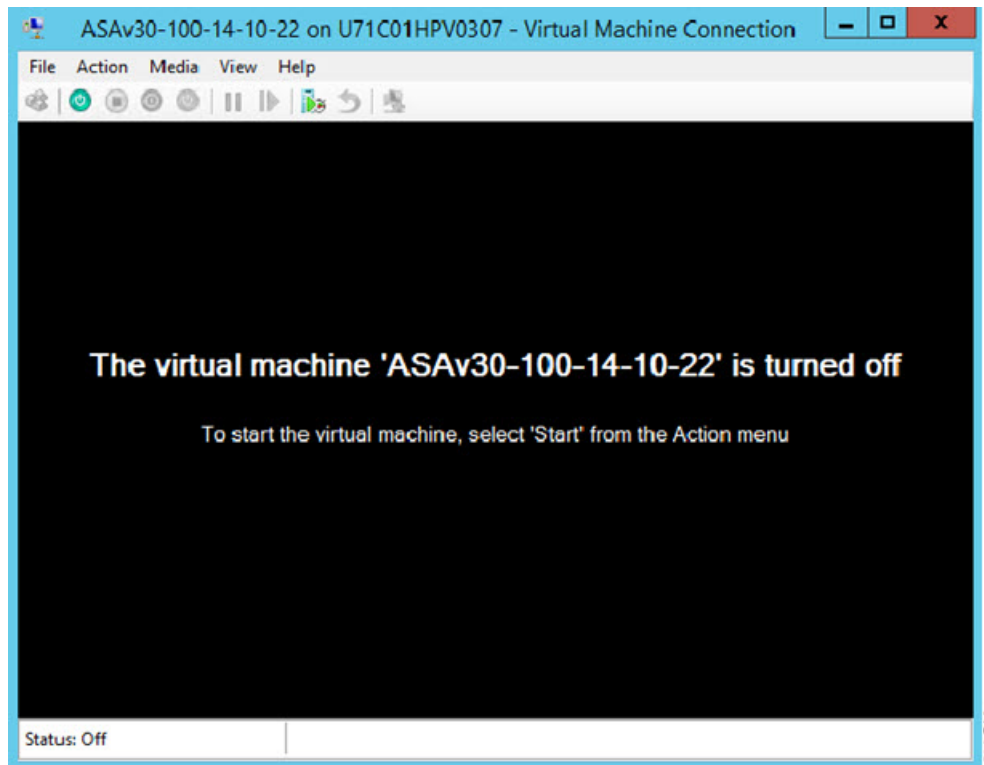 ASAv30-100-14-10-22 on U71C01HPV0307 - Virtual Machine Connection
File Action Media View Help
The virtual machine 'ASAv30-100-14-10-22' is turned off
To start the virtual machine, select 'Start' from the Action menu
Status: Off